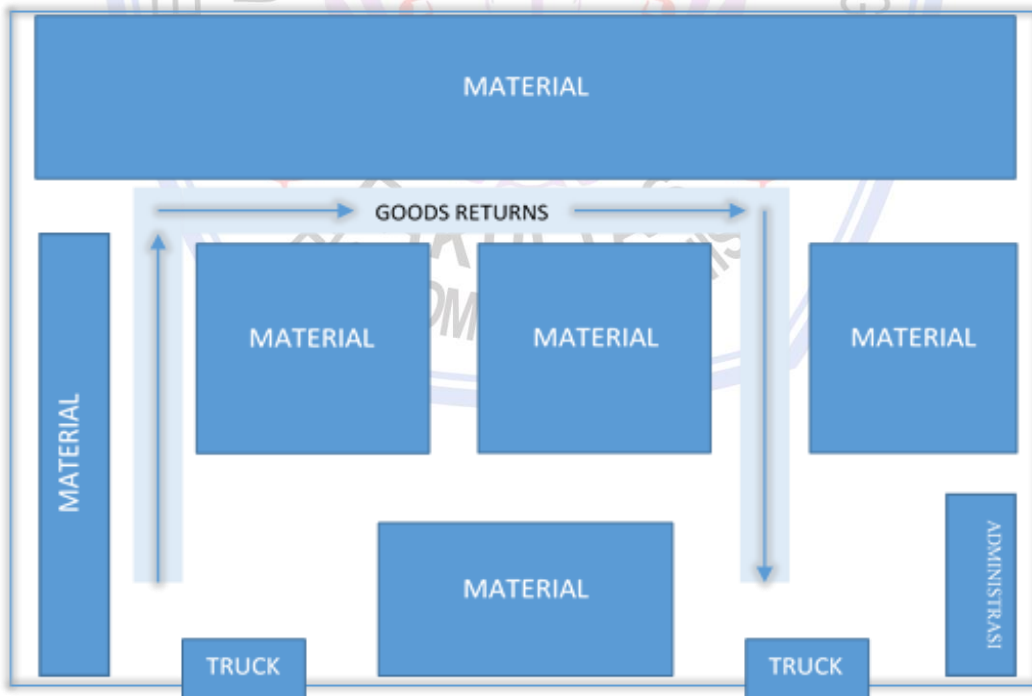 MATERIAL
GOODS RETURNS
MATERIAL
MATERIAL
MATERIAL
MATERIAL
MATERIAL
ADMINISTRASI
TRUCK
TRUCK